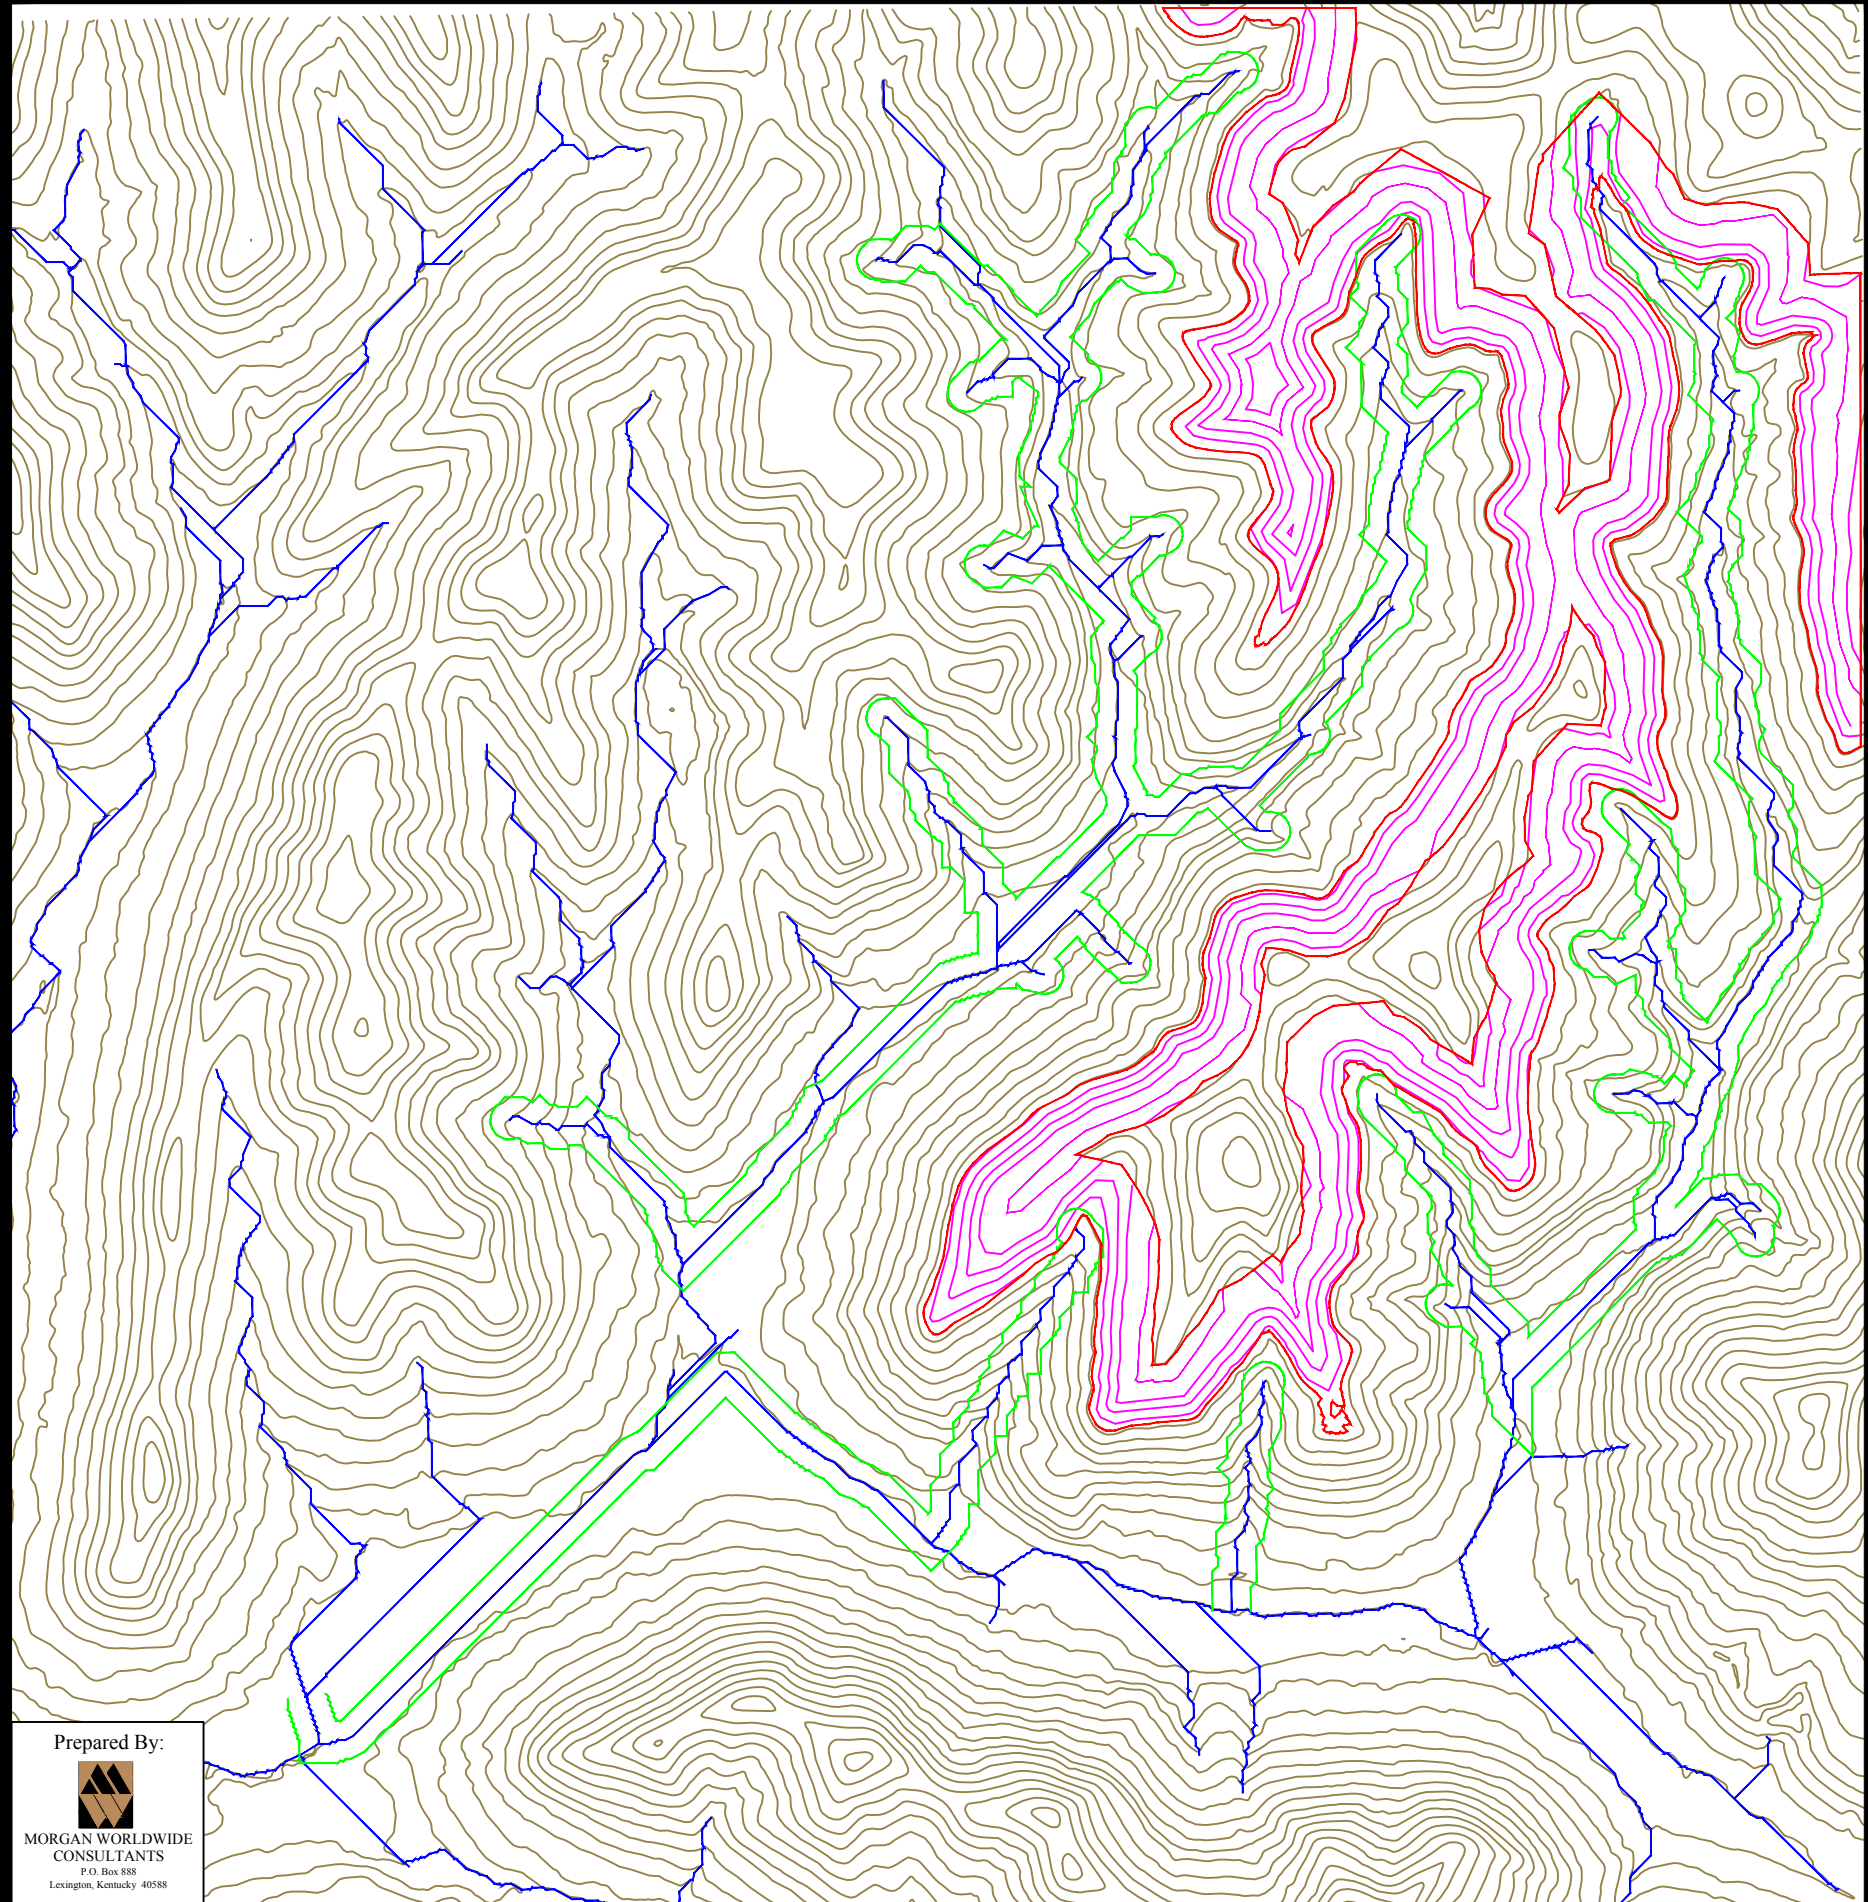 Prepared By:
MORGAN WORLDWIDE
CONSULTANTS
P.O. Box 888
Lexington, Kentucky 40588